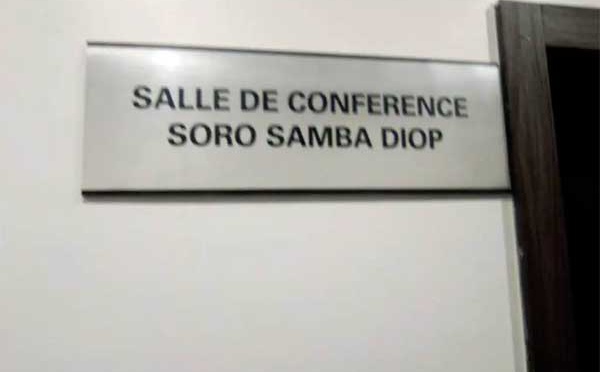 SALLE DE CONFERENCE
SORO SAMBA DIOP